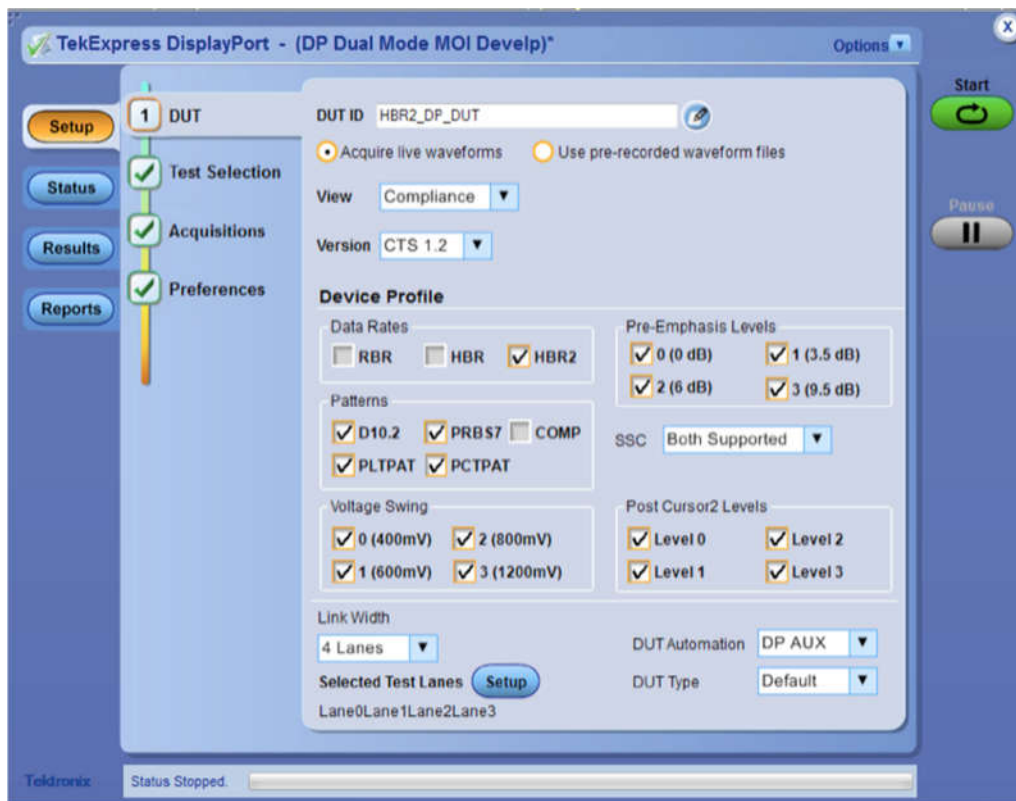 TekExpress DisplayPort - (DP Dual Mode MOI Develp)*
Options
X
Start
Pause
Setup
Status
Results
Reports
1 DUT
Test Selection
Acquisitions
Preferences
DUT ID HBR2_DP_DUT
Acquire live waveforms Use pre-recorded waveform files
View Compliance
Version CTS 1.2
Device Profile
Data Rates
RBR HBR HBR2
Pre-Emphasis Levels
0 (0 dB) 1 (3.5 dB)
2 (6 dB) 3 (9.5 dB)
Patterns
D10.2 PRBS7 COMP
PLTPAT PCTPAT
SSC Both Supported
Voltage Swing
0 (400mV) 2 (800mV)
1 (600mV) 3 (1200mV)
Post Cursor2 Levels
Level 0 Level 2
Level 1 Level 3
Link Width
4 Lanes
Selected Test Lanes Setup
Lane0Lane1Lane2Lane3
DUT Automation DP AUX
DUT Type Default
Tektronix
Status Stopped.